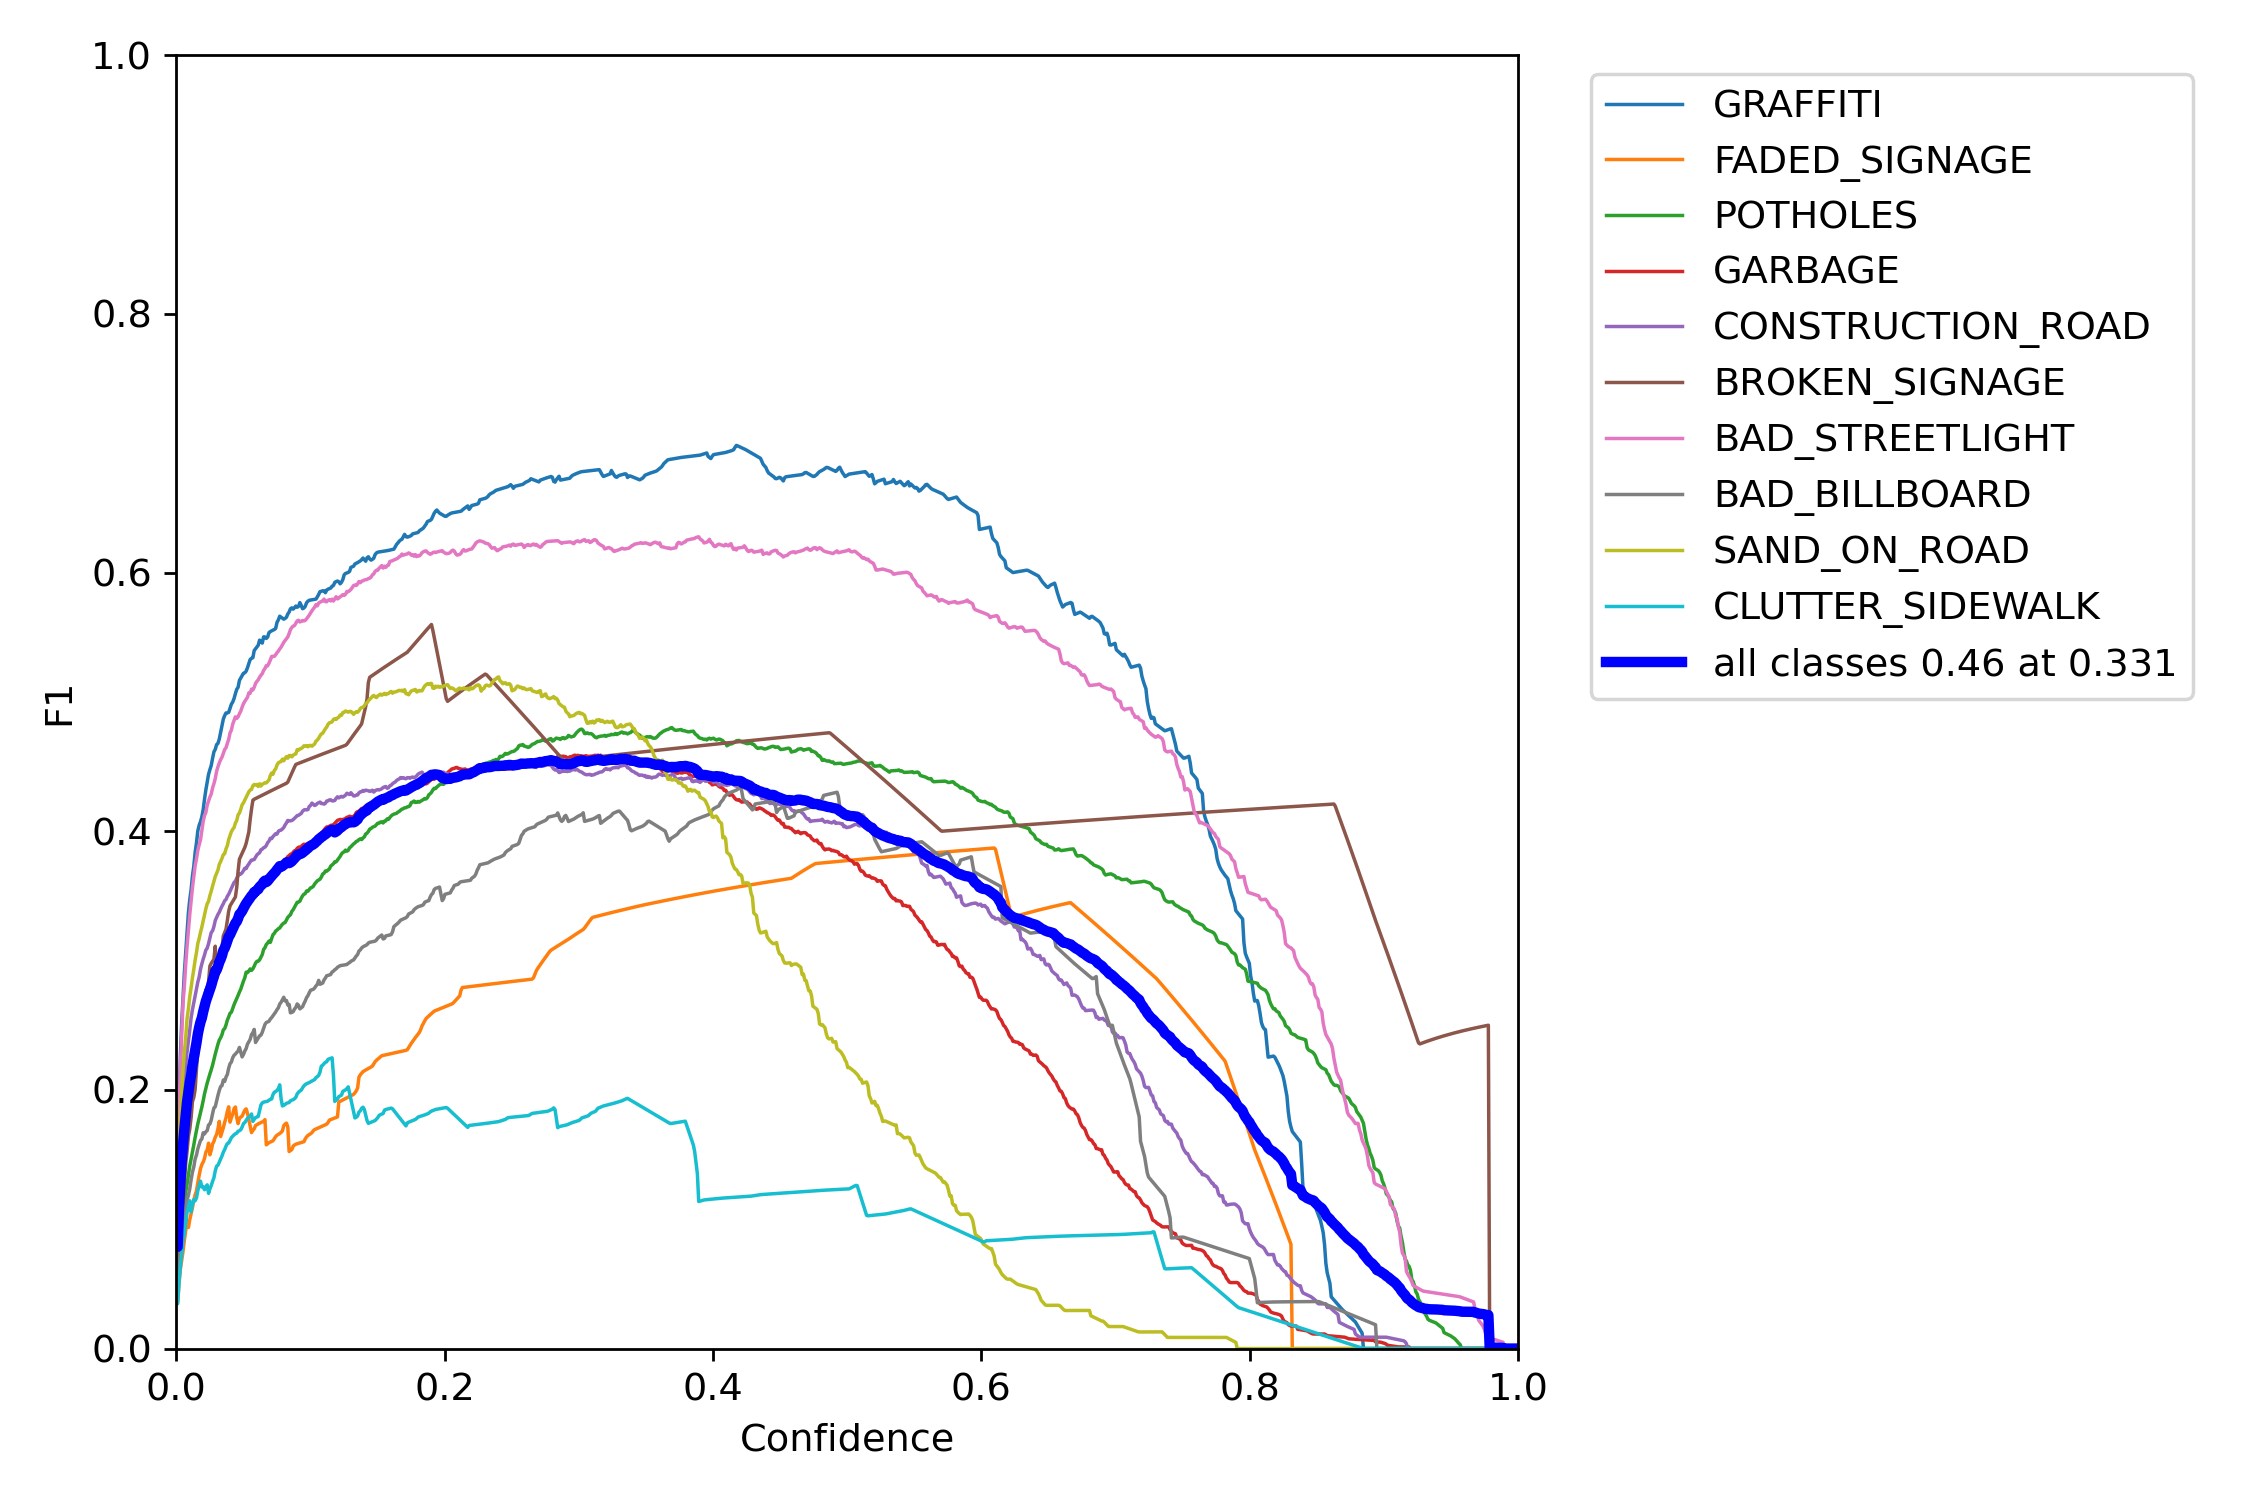 1.0
0.8
0.6
0.4
0.2
0.0
F1
0.0 0.2 0.4 0.6 0.8 1.0
Confidence
GRAFFITI
FADED_SIGNAGE
POTHOLES
GARBAGE
CONSTRUCTION_ROAD
BROKEN_SIGNAGE
BAD_STREETLIGHT
BAD_BILLBOARD
SAND_ON_ROAD
CLUTTER_SIDEWALK
all classes 0.46 at 0.331